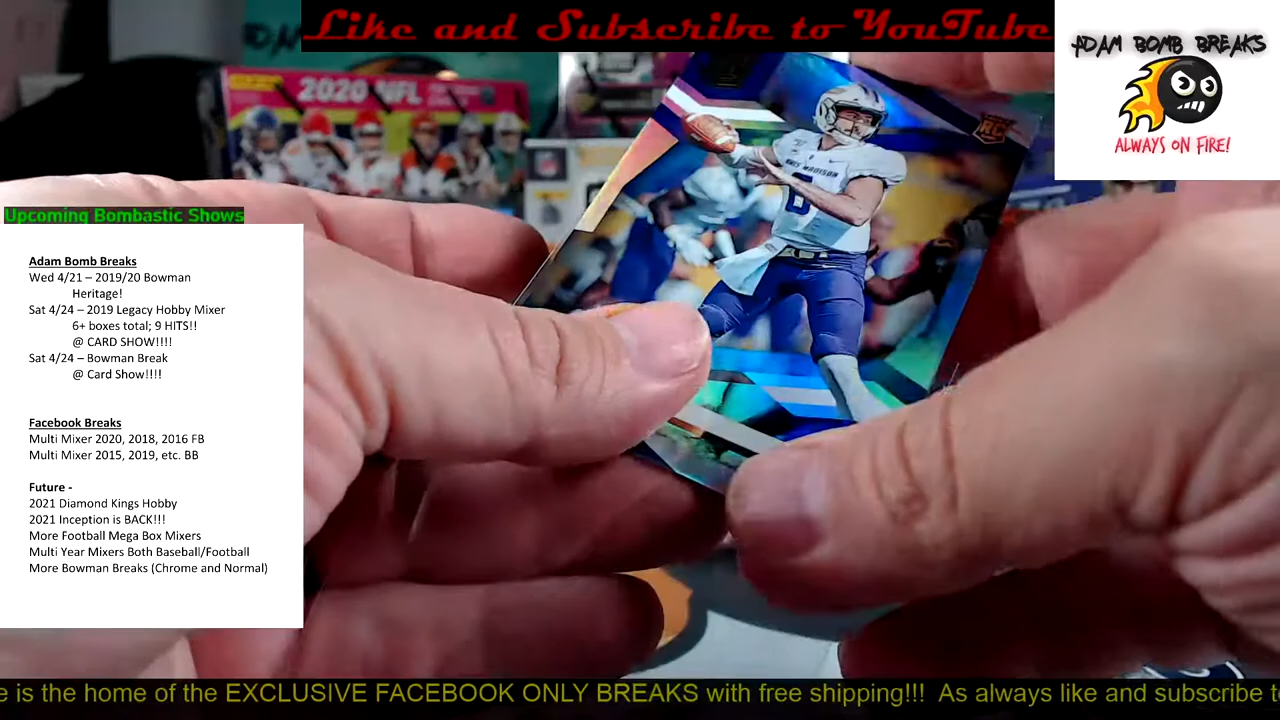 Like and Subscribe to YouTube
ADAM BOMB BREAKS
ALWAYS ON FIRE!
2020 NFL
RC
MADISON
6
Upcoming Bombastic Shows
Adam Bomb Breaks
Wed 4/21 – 2019/20 Bowman
Heritage!
Sat 4/24 – 2019 Legacy Hobby Mixer
6+ boxes total; 9 HITS!!
@ CARD SHOW!!!!
Sat 4/24 – Bowman Break
@ Card Show!!!!
Facebook Breaks
Multi Mixer 2020, 2018, 2016 FB
Multi Mixer 2015, 2019, etc. BB
Future -
2021 Diamond Kings Hobby
2021 Inception is BACK!!!
More Football Mega Box Mixers
Multi Year Mixers Both Baseball/Football
More Bowman Breaks (Chrome and Normal)
e is the home of the EXCLUSIVE FACEBOOK ONLY BREAKS with free shipping!!! As always like and subscribe t